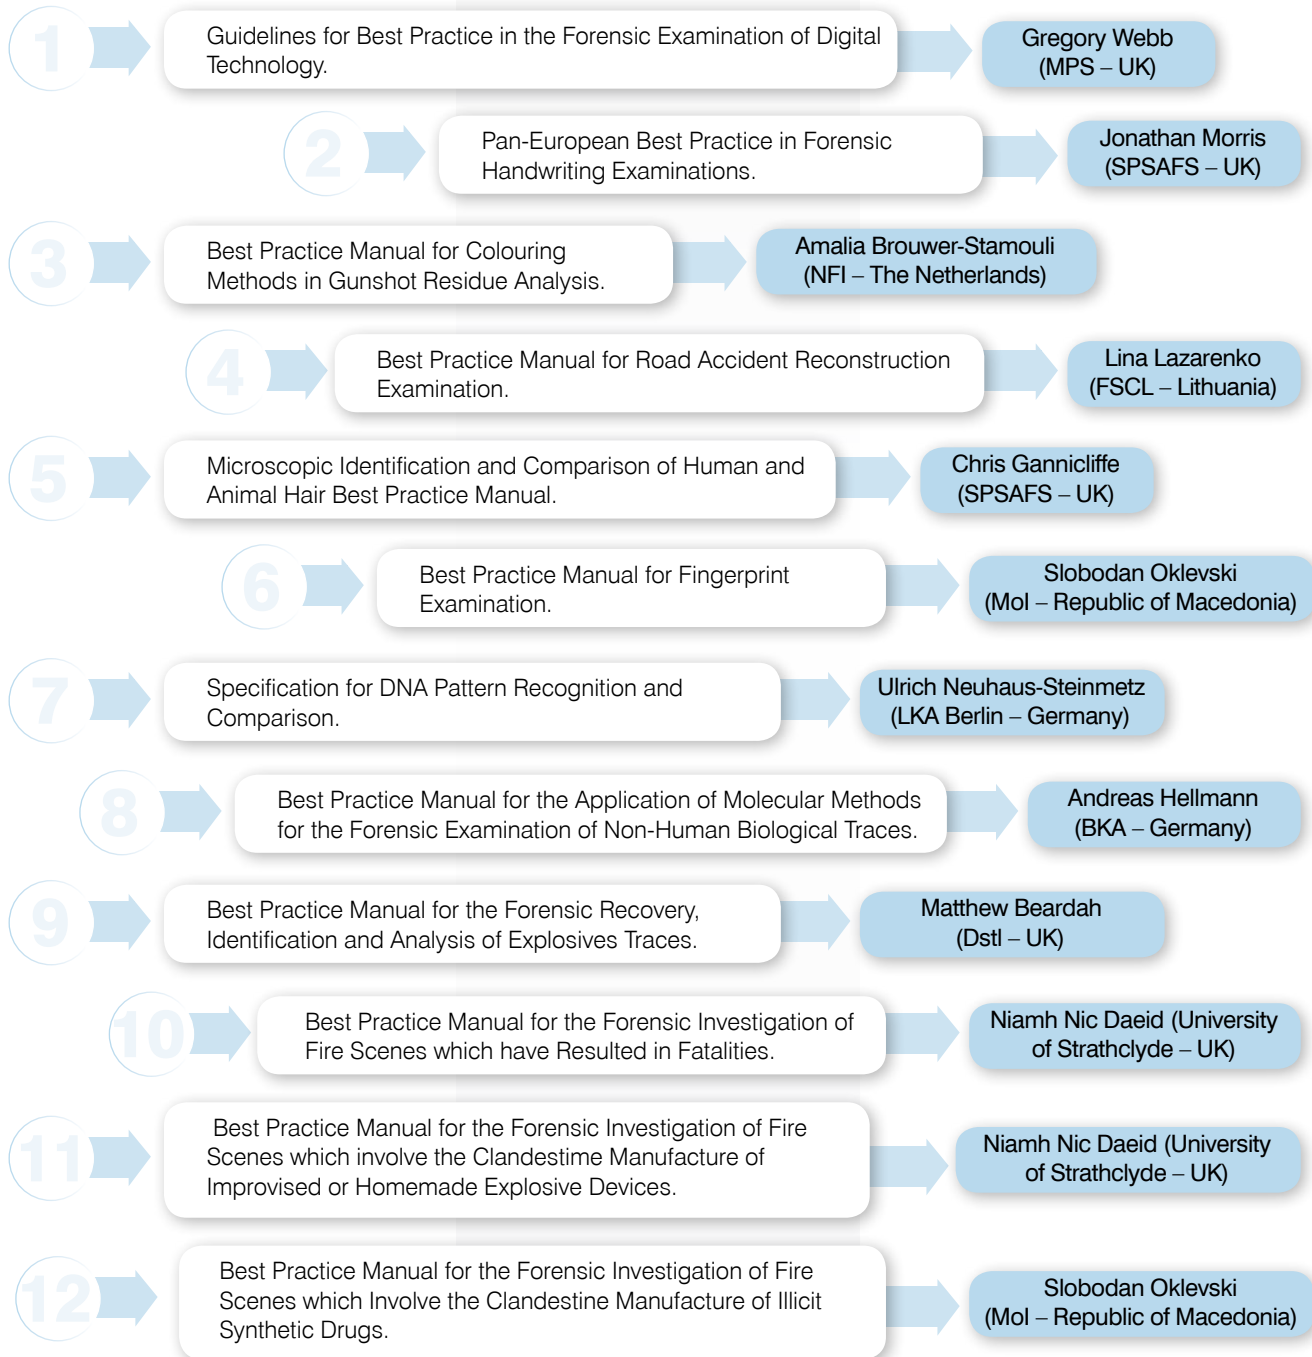 1
Guidelines for Best Practice in the Forensic Examination of Digital
Technology.
Gregory Webb
(MPS – UK)
2
Pan-European Best Practice in Forensic
Handwriting Examinations.
Jonathan Morris
(SPSAFS – UK)
3
Best Practice Manual for Colouring
Methods in Gunshot Residue Analysis.
Amalia Brouwer-Stamouli
(NFI – The Netherlands)
4
Best Practice Manual for Road Accident Reconstruction
Examination.
Lina Lazarenko
(FSCL – Lithuania)
5
Microscopic Identification and Comparison of Human and
Animal Hair Best Practice Manual.
Chris Gannicliffe
(SPSAFS – UK)
6
Best Practice Manual for Fingerprint
Examination.
Slobodan Oklevski
(MoI – Republic of Macedonia)
7
Specification for DNA Pattern Recognition and
Comparison.
Ulrich Neuhaus-Steinmetz
(LKA Berlin – Germany)
8
Best Practice Manual for the Application of Molecular Methods
for the Forensic Examination of Non-Human Biological Traces.
Andreas Hellmann
(BKA – Germany)
9
Best Practice Manual for the Forensic Recovery,
Identification and Analysis of Explosives Traces.
Matthew Beardah
(Dstl – UK)
10
Best Practice Manual for the Forensic Investigation of
Fire Scenes which have Resulted in Fatalities.
Niamh Nic Daeid (University
of Strathclyde – UK)
11
Best Practice Manual for the Forensic Investigation of Fire
Scenes which involve the Clandestime Manufacture of
Improvised or Homemade Explosive Devices.
Niamh Nic Daeid (University
of Strathclyde – UK)
12
Best Practice Manual for the Forensic Investigation of Fire
Scenes which Involve the Clandestine Manufacture of Illicit
Synthetic Drugs.
Slobodan Oklevski
(MoI – Republic of Macedonia)